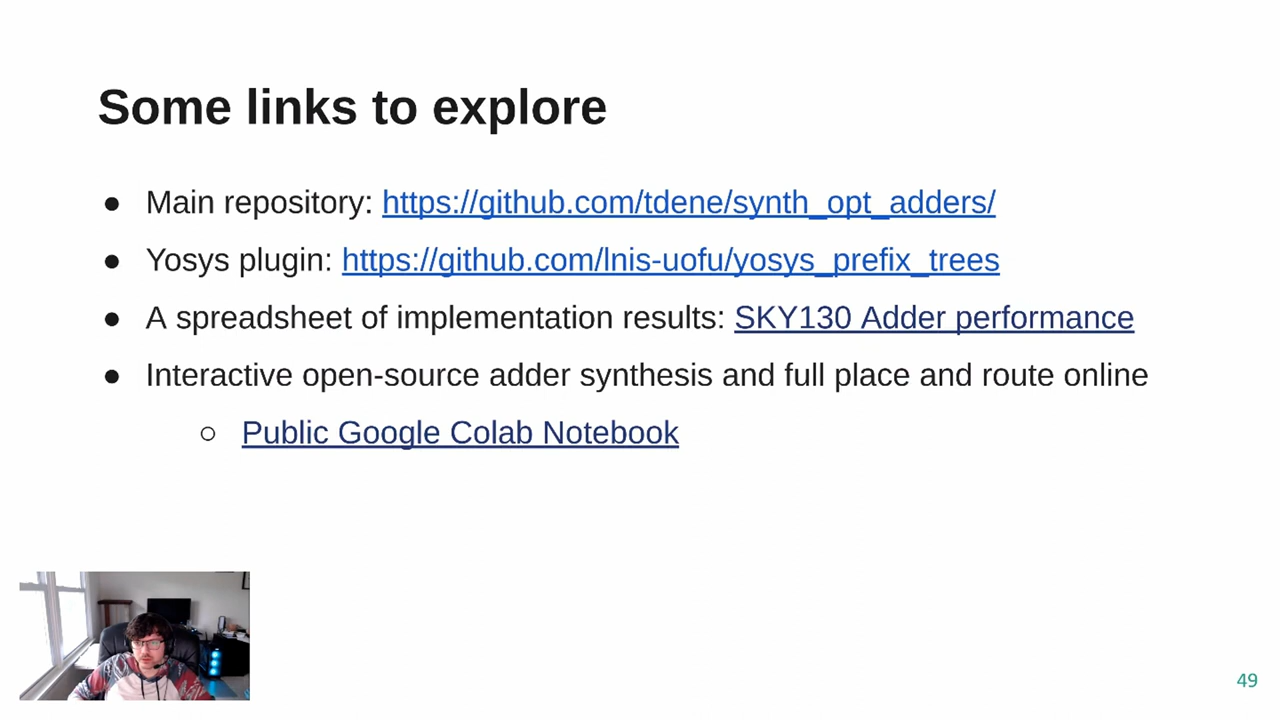 Some links to explore
● Main repository: https://github.com/tdene/synth_opt_adders/
● Yosys plugin: https://github.com/lnis-uofu/yosys_prefix_trees
● A spreadsheet of implementation results: SKY130 Adder performance
● Interactive open-source adder synthesis and full place and route online
○ Public Google Colab Notebook
49